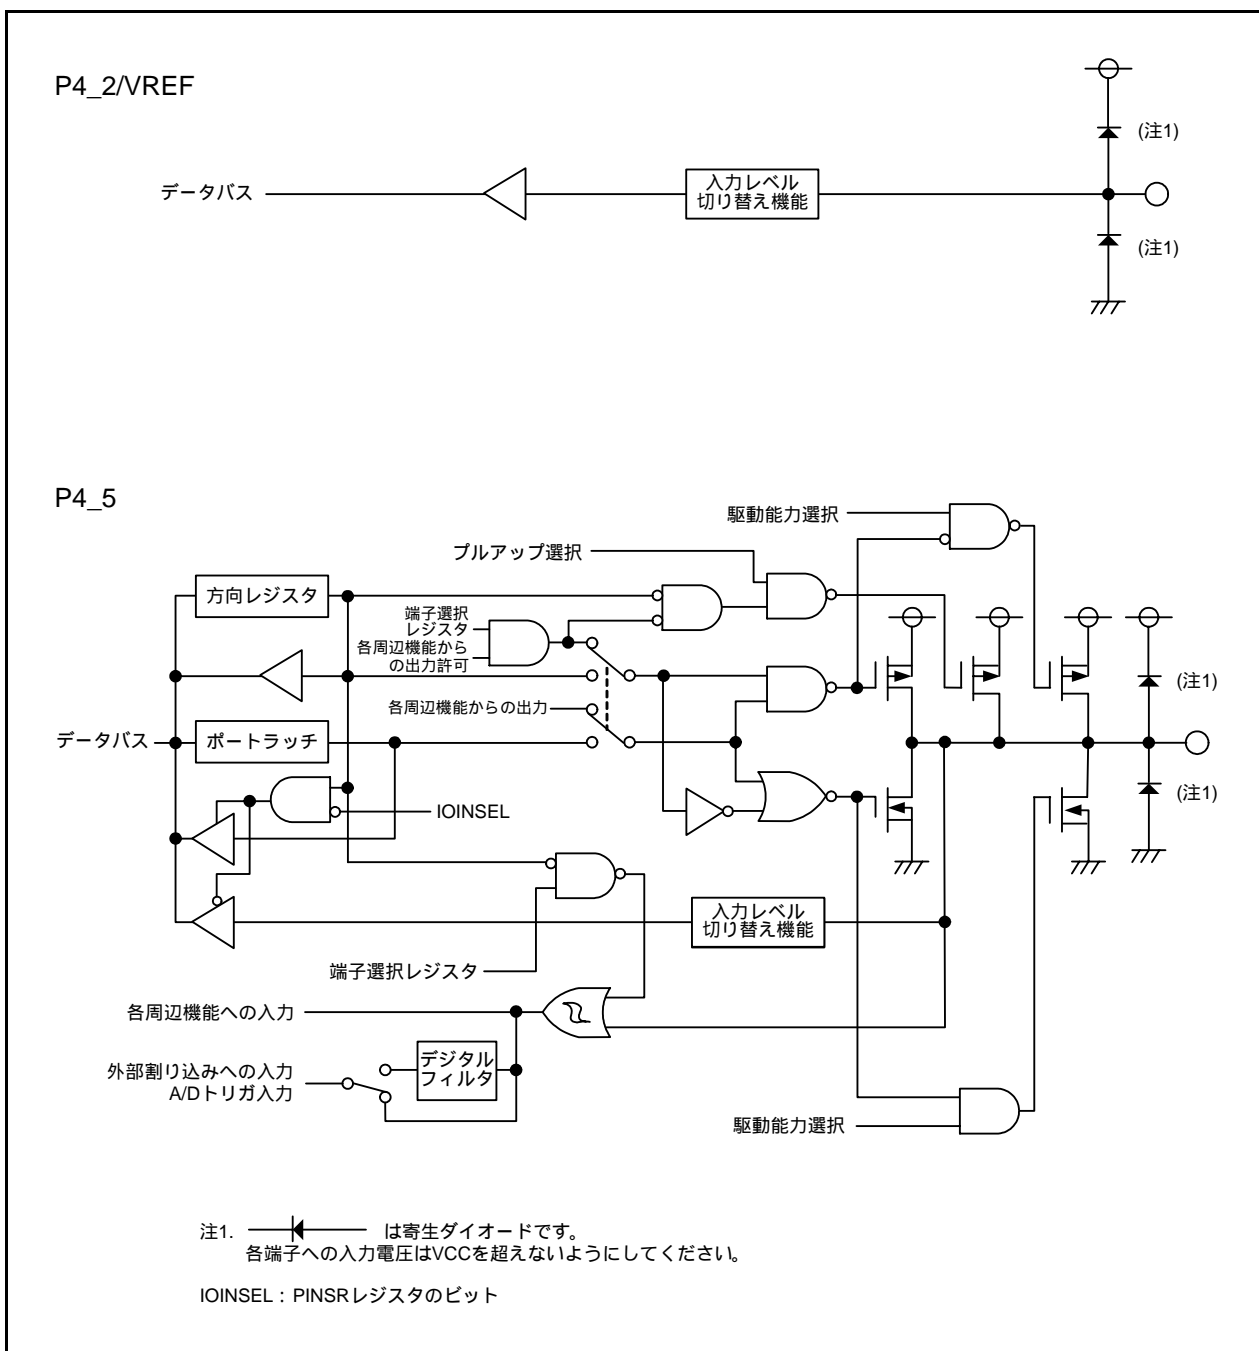 P4_2/VREF
(注1)
データバス
入力レベル
切り替え機能
(注1)
P4_5
駆動能力選択
プルアップ選択
方向レジスタ
端子選択
レジスタ
各周辺機能から
の出力許可
(注1)
各周辺機能からの出力
データバス
ポートラッチ
(注1)
IOINSEL
入力レベル
切り替え機能
端子選択レジスタ
各周辺機能への入力
デジタル
フィルタ
外部割り込みへの入力
A/Dトリガ入力
駆動能力選択
注1. は寄生ダイオードです。
各端子への入力電圧はVCCを超えないようにしてください。
IOINSEL：PINSRレジスタのビット